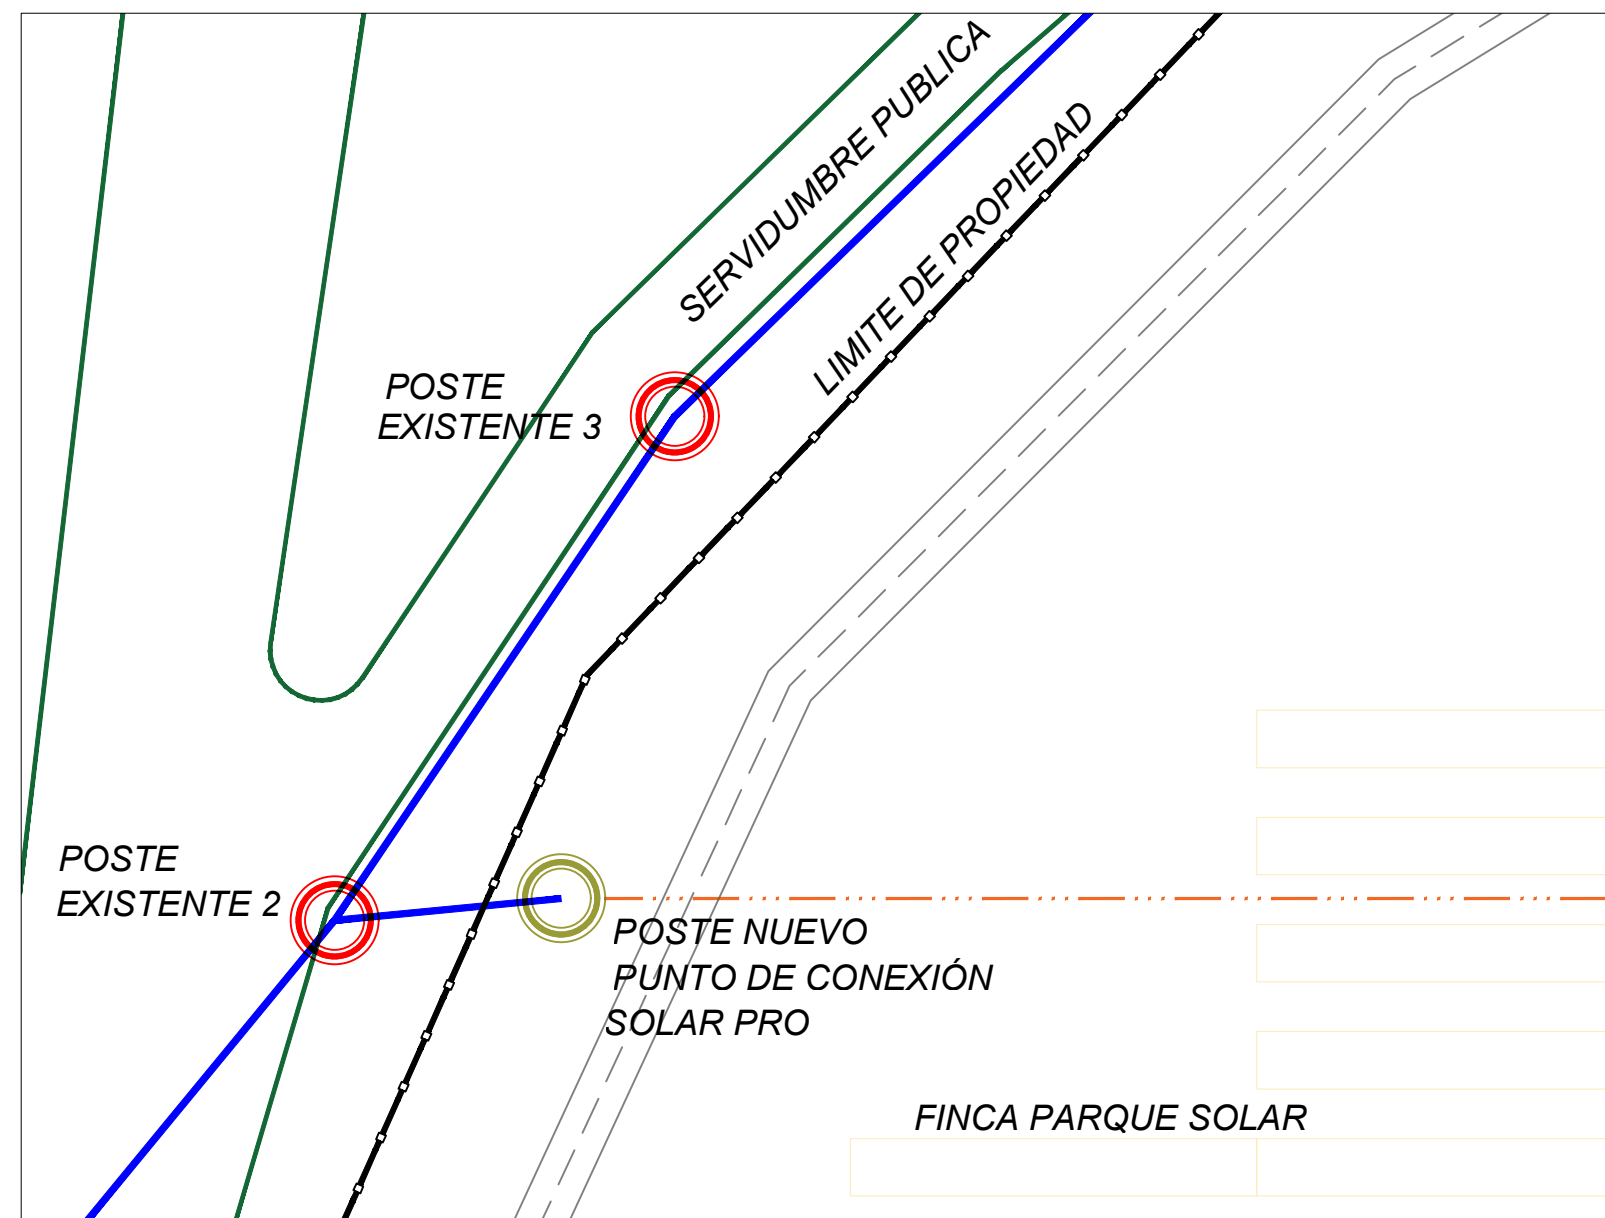 SERVIDUMBRE PUBLICA
LIMITE DE PROPIEDAD
POSTE
EXISTENTE 3
POSTE
EXISTENTE 2
POSTE NUEVO
PUNTO DE CONEXIÓN
SOLAR PRO
FINCA PARQUE SOLAR